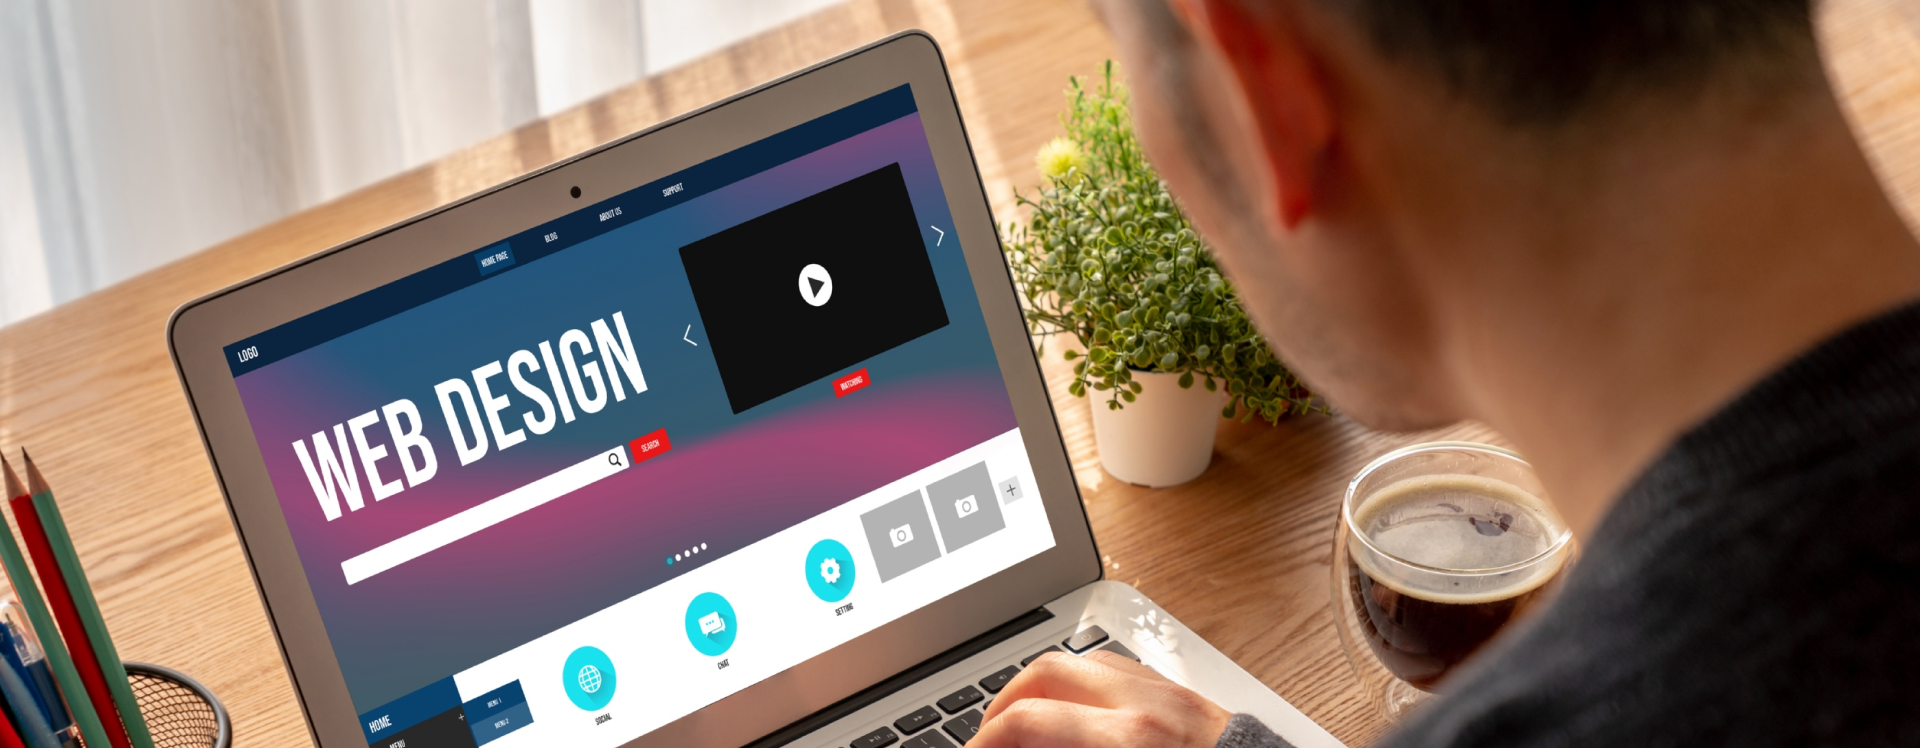 LOGO
HOME PAGE
BLOG
ABOUT US
SUPPORT
WEB DESIGN
SEARCH
WATCHING
SOCIAL
CHAT
SETTING
HOME
MENU
MENU 1
MENU 2